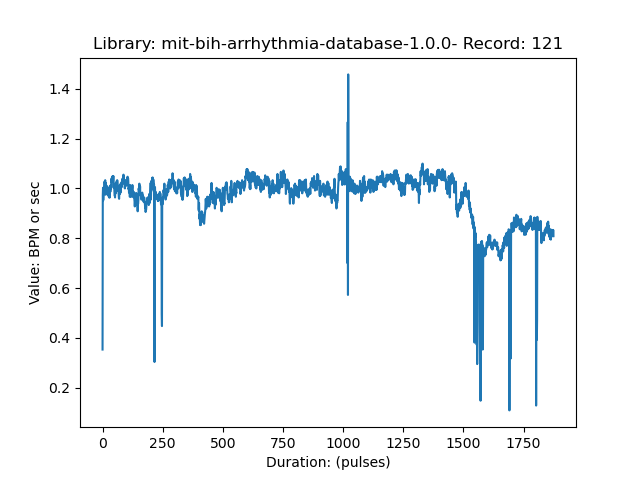 Library: mit-bih-arrhythmia-database-1.0.0- Record: 121
1.4
1.2
1.0
0.8
0.6
0.4
0.2
Value: BPM or sec
0 250 500 750 1000 1250 1500 1750
Duration: (pulses)